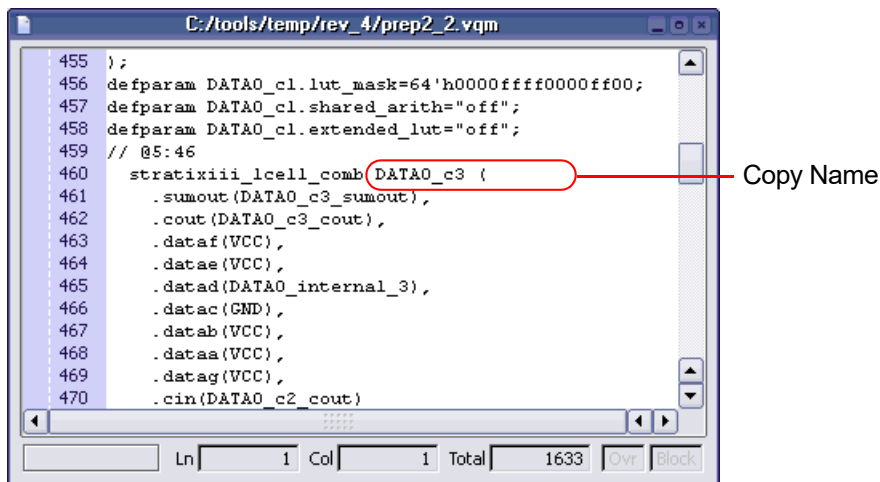 C:/tools/temp/rev_4/prep2_2.vqm
455 );
456 defparam DATA0_c1.lut_mask=64'h0000ffff0000ff00;
457 defparam DATA0_c1.shared_arith="off";
458 defparam DATA0_c1.extended_lut="off";
459 // @5:46
460 stratixiii_lcell_comb DATA0_c3 (
Copy Name
461 .sumout(DATA0_c3_sumout),
462 .cout(DATA0_c3_cout),
463 .dataf(VCC),
464 .datae(VCC),
465 .datad(DATA0_internal_3),
466 .datac(GND),
467 .datab(VCC),
468 .dataa(VCC),
469 .datag(VCC),
470 .cin(DATA0_c2_cout)
Ln 1 Col 1 Total 1633 Ovr Block